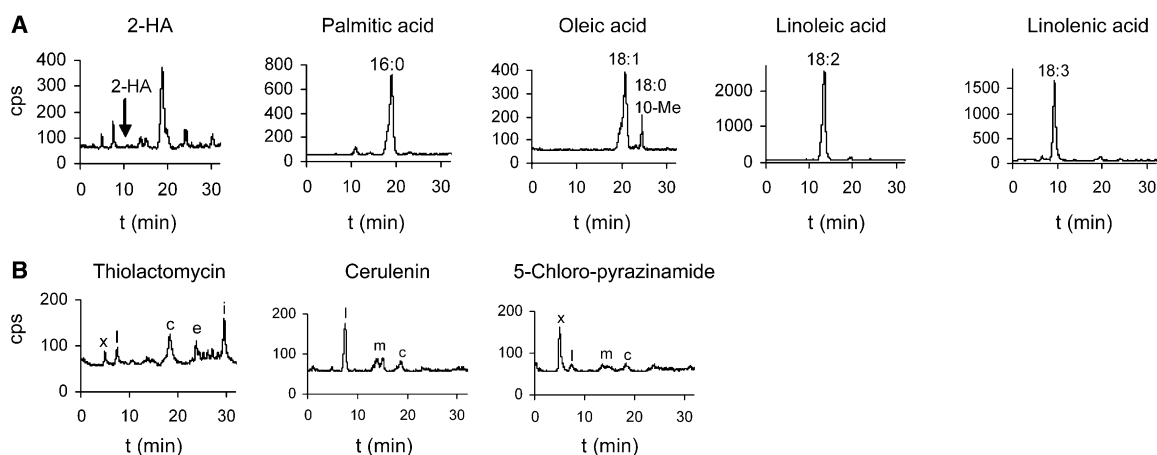 A
2-HA
Palmitic acid
Oleic acid
Linoleic acid
Linolenic acid
cps
400
300
200
100
0
2-HA
0 10 20 30
t (min)
800
600
400
200
0
16:0
0 10 20 30
t (min)
400
300
200
100
0
18:1
18:0
10-Me
0 10 20 30
t (min)
2000
1000
0
18:2
0 10 20 30
t (min)
1500
1000
500
0
18:3
0 10 20 30
t (min)
B
Thiolactomycin
Cerulenin
5-Chloro-pyrazinamide
cps
200
100
0
x l c e i
0 10 20 30
t (min)
200
100
0
l m c
0 10 20 30
t (min)
200
100
0
x l m c
0 10 20 30
t (min)